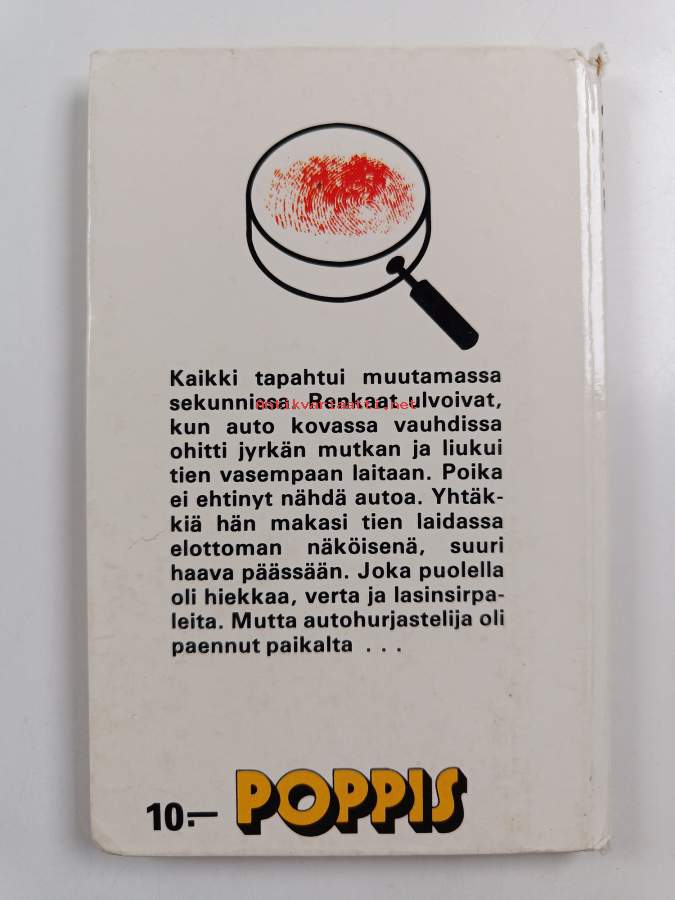 Kaikki tapahtui muutamassa
sekunnissa. Renkaat ulvoivat,
antikvariaatti.net
kun auto kovassa vauhdissa
ohitti jyrkän mutkan ja liukui
tien vasempaan laitaan. Poika
ei ehtinyt nähdä autoa. Yhtäk-
kiä hän makasi tien laidassa
elottoman näköisenä, suuri
haava päässään. Joka puolella
oli hiekkaa, verta ja lasinsirpa-
leita. Mutta autohurjastelija oli
paennut paikalta . . .
10:— POPPIS